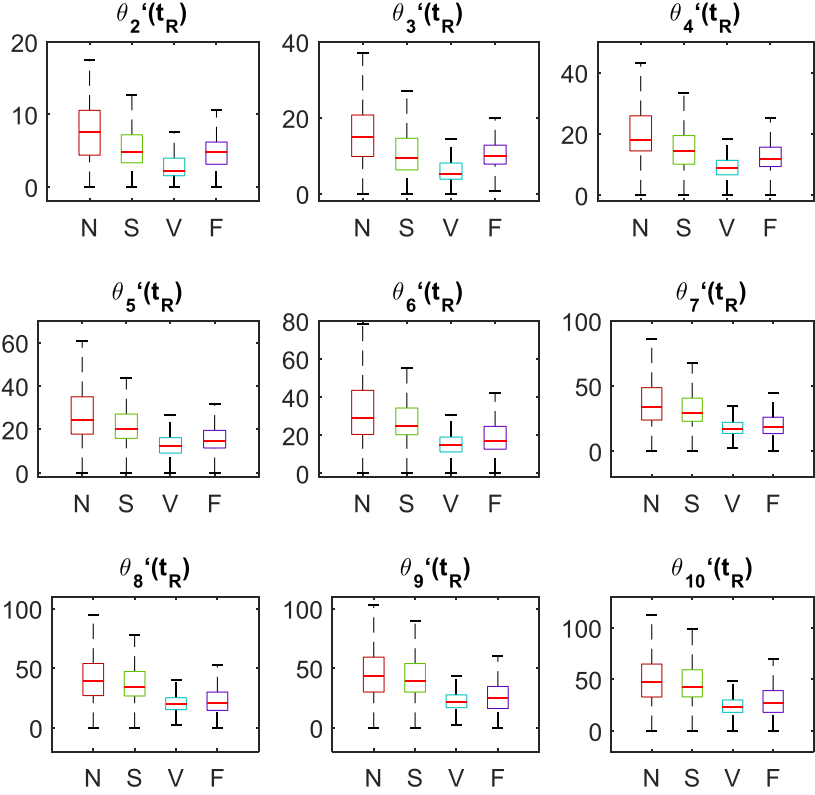 θ2‘(tR) θ3‘(tR) θ4‘(tR)
20 40 40
10 20 20
0 0 0
N S V F N S V F N S V F
θ5‘(tR) θ6‘(tR) θ7‘(tR)
60 80 100
40 60 50
20 40 0
0 20
0
N S V F N S V F N S V F
θ8‘(tR) θ9‘(tR) θ10‘(tR)
100 100 100
50 50 50
0 0 0
N S V F N S V F N S V F